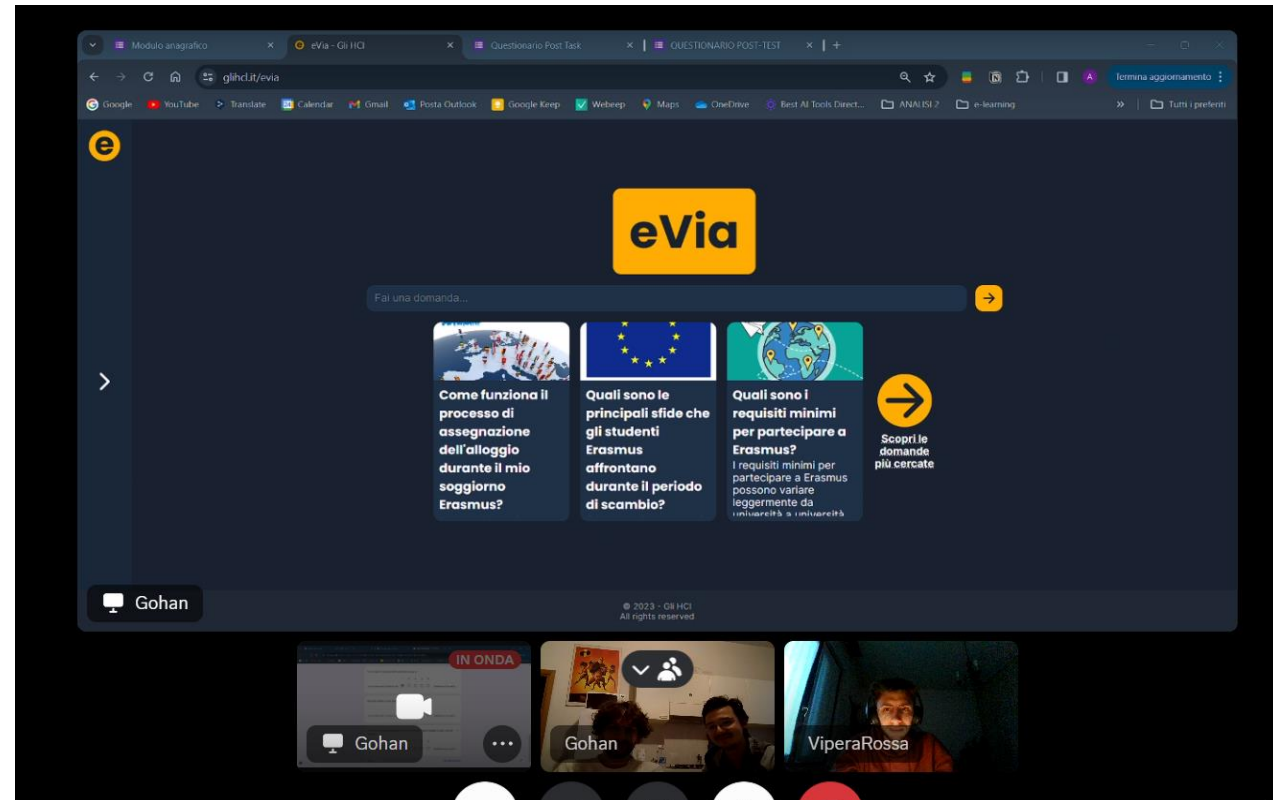 Modulo anagrafico
eVia - Gli HCI
Questionario Post Task
QUESTIONARIO POST-TEST
glihci.it/evia
A
Termina aggiornamento
Google
YouTube
Translate
Calendar
Gmail
Posta Outlook
Google Keep
Webeep
Maps
OneDrive
Best AI Tools Direct...
ANALISI 2
e-learning
»
Tutti i preferiti
e
eVia
Fai una domanda...
Come funziona il
processo di
assegnazione
dell'alloggio
durante il mio
soggiorno
Erasmus?
Quali sono le
principali sfide che
gli studenti
Erasmus
affrontano
durante il periodo
di scambio?
Quali sono i
requisiti minimi
per partecipare a
Erasmus?
I requisiti minimi per
partecipare a Erasmus
possono variare
leggermente da
università a università
Scopri le
domande
più cercate
Gohan
© 2023 - Gli HCI
All rights reserved
IN ONDA
Gohan
Gohan
ViperaRossa